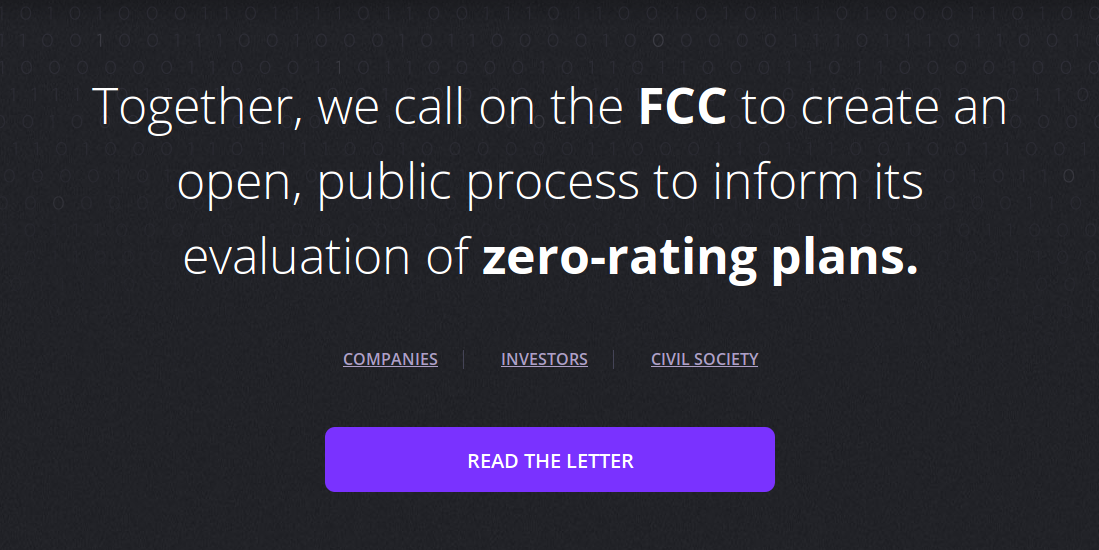 Together, we call on the FCC to create an
open, public process to inform its
evaluation of zero-rating plans.
COMPANIES
INVESTORS
CIVIL SOCIETY
READ THE LETTER